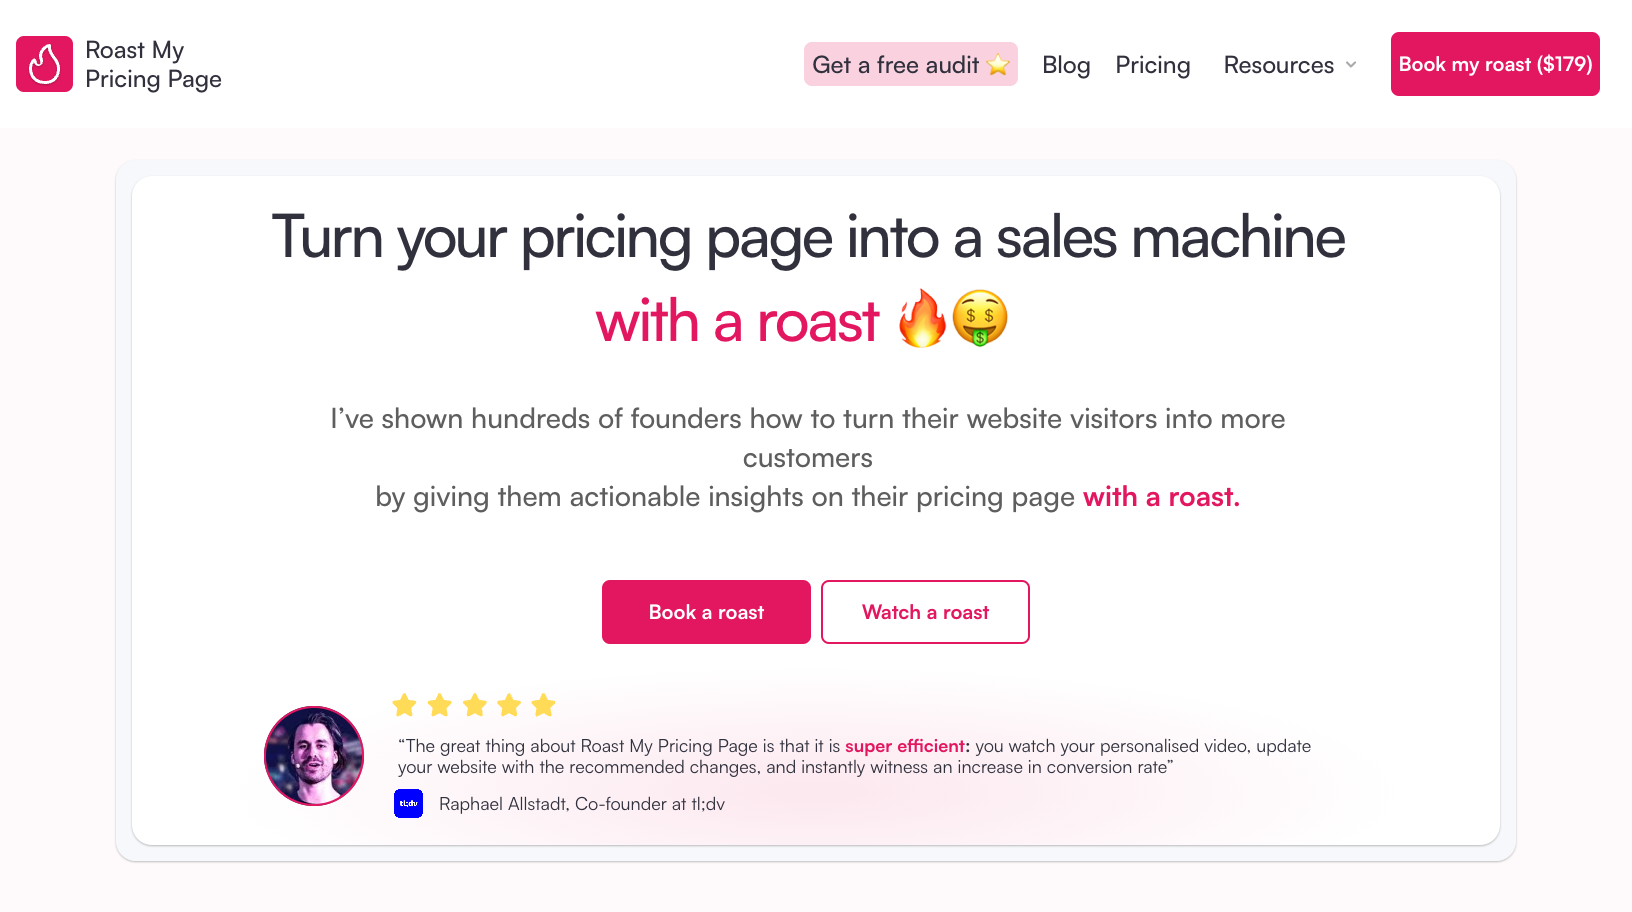 Roast My
Pricing Page
Get a free audit ⭐
Blog
Pricing
Resources
Book my roast ($179)
Turn your pricing page into a sales machine
with a roast 🔥🤑
I’ve shown hundreds of founders how to turn their website visitors into more
customers
by giving them actionable insights on their pricing page with a roast.
Book a roast
Watch a roast
“The great thing about Roast My Pricing Page is that it is super efficient: you watch your personalised video, update
your website with the recommended changes, and instantly witness an increase in conversion rate”
tl;dv
Raphael Allstadt, Co-founder at tl;dv